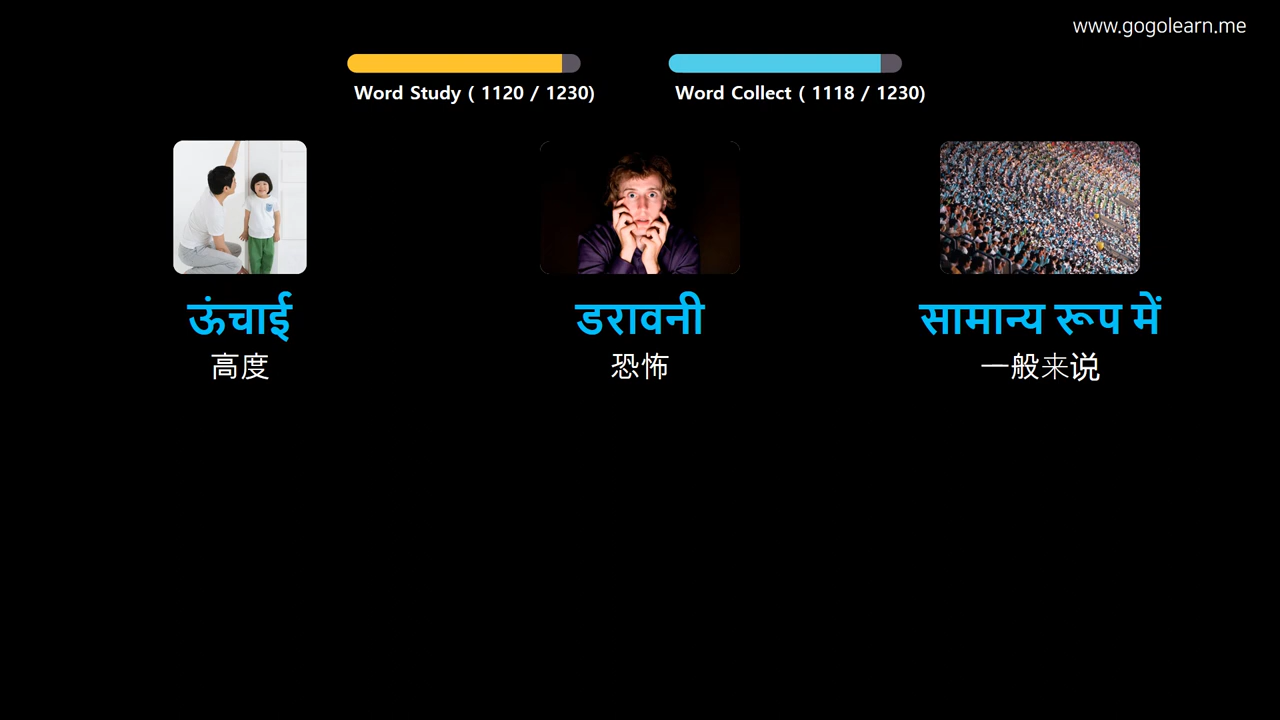 www.gogolearn.me
Word Study ( 1120 / 1230)
Word Collect ( 1118 / 1230)
ऊंचाई
高度
डरावनी
恐怖
सामान्य रूप में
一般来说